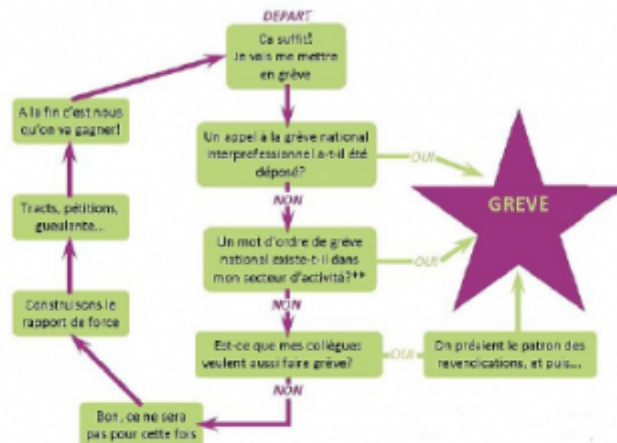 DEPART
Ca suffit!
Je vais me mettre
en grève
A la fin c'est nous
qu'on va gagner!
Un appel à la grève national
interprofessionnel a-t-il été
déposé?
OUI
GREVE
NON
Tracts, pétitions,
gueulante...
Un mot d'ordre de grève
national existe-t-il dans
mon secteur d'activité?**
OUI
NON
Construisons le
rapport de force
Est-ce que mes collègues
veulent aussi faire grève?
OUI
On prévient le patron des
revendications, et puis...
NON
Bon, ce ne sera
pas pour cette fois